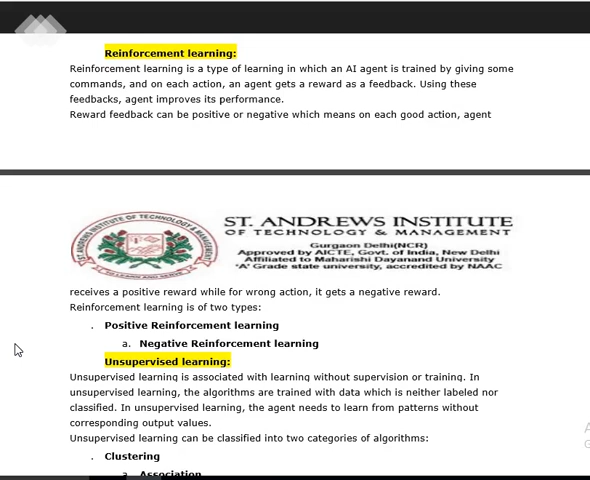 Reinforcement learning:
Reinforcement learning is a type of learning in which an AI agent is trained by giving some
commands, and on each action, an agent gets a reward as a feedback. Using these
feedbacks, agent improves its performance.
Reward feedback can be positive or negative which means on each good action, agent
ST. ANDREWS INSTITUTE
OF TECHNOLOGY & MANAGEMENT
Gurgaon Delhi(NCR)
Approved by AICTE, Govt. of India, New Delhi
Affiliated to Maharishi Dayanand University
'A' Grade state university, accredited by NAAC
receives a positive reward while for wrong action, it gets a negative reward.
Reinforcement learning is of two types:
. Positive Reinforcement learning
a. Negative Reinforcement learning
Unsupervised learning:
Unsupervised learning is associated with learning without supervision or training. In
unsupervised learning, the algorithms are trained with data which is neither labeled nor
classified. In unsupervised learning, the agent needs to learn from patterns without
corresponding output values.
Unsupervised learning can be classified into two categories of algorithms:
. Clustering
a. Association